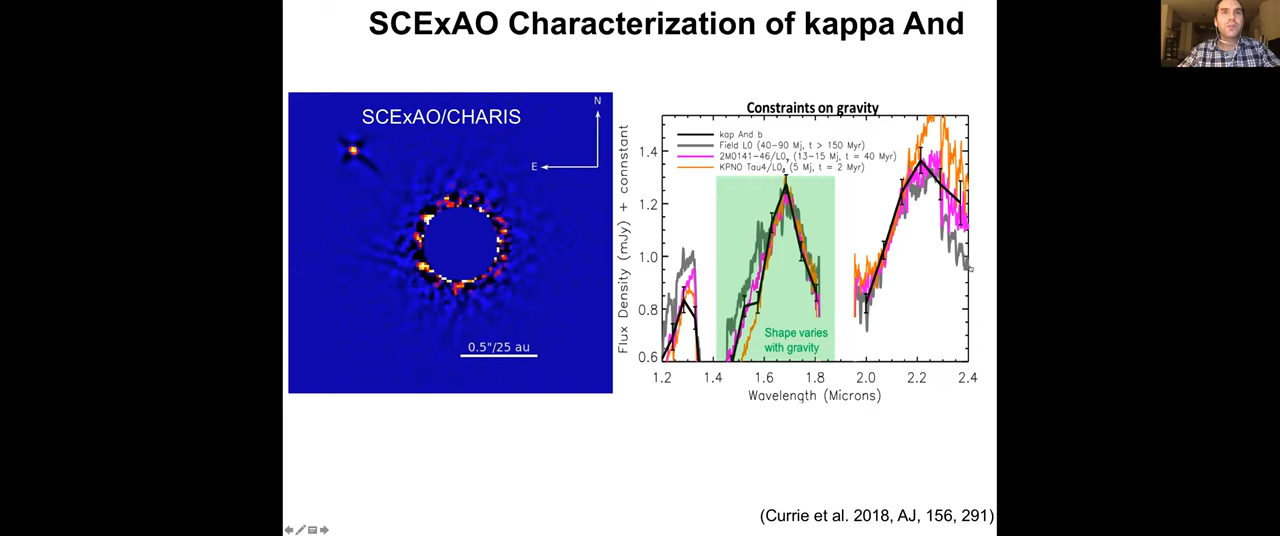 SCExAO Characterization of kappa And
SCExAO/CHARIS
N
E
0.5"/25 au
Constraints on gravity
kap And b
Field L0 (40-90 Mj, t > 150 Myr)
2M0141-46/L0γ (13-15 Mj, t = 40 Myr)
KPNO Tau4/L0δ (5 Mj, t = 2 Myr)
Flux Density (mJy) + connstant
1.4
1.2
1.0
0.8
0.6
Shape varies
with gravity
1.2 1.4 1.6 1.8 2.0 2.2 2.4
Wavelength (Microns)
(Currie et al. 2018, AJ, 156, 291)